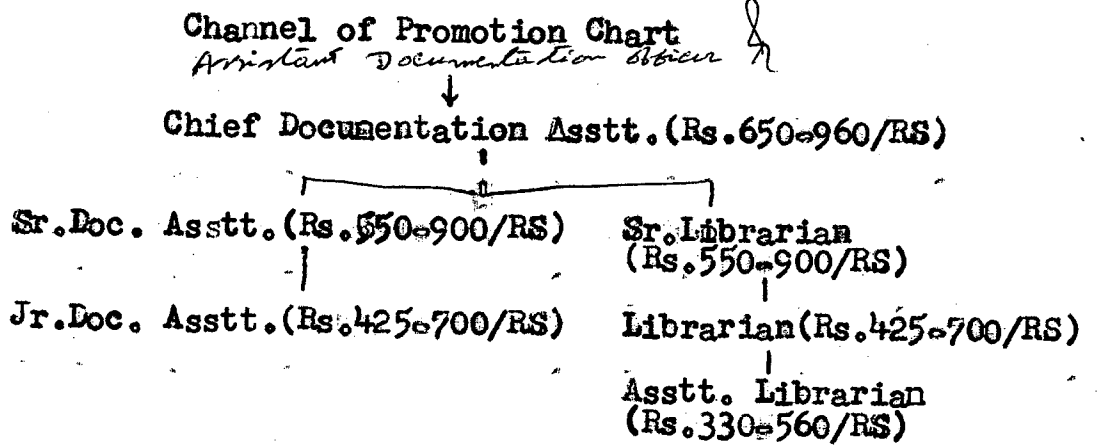 Channel of Promotion Chart
Assistant Documentation Officer
Chief Documentation Asstt.(Rs.650-960/RS)
Sr.Doc. Asstt.(Rs.550-900/RS)
Sr.Librarian
(Rs.550-900/RS)
Jr.Doc. Asstt.(Rs.425-700/RS)
Librarian(Rs.425-700/RS)
Asstt. Librarian
(Rs.330-560/RS)